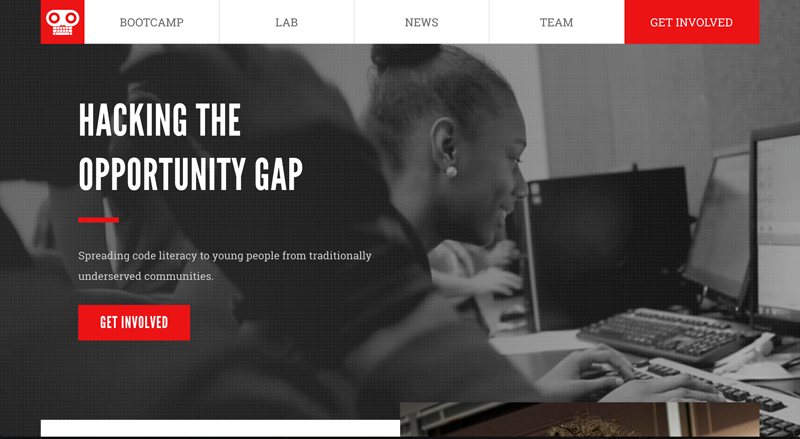 BOOTCAMP
LAB
NEWS
TEAM
GET INVOLVED
HACKING THE
OPPORTUNITY GAP
Spreading code literacy to young people from traditionally
underserved communities.
GET INVOLVED